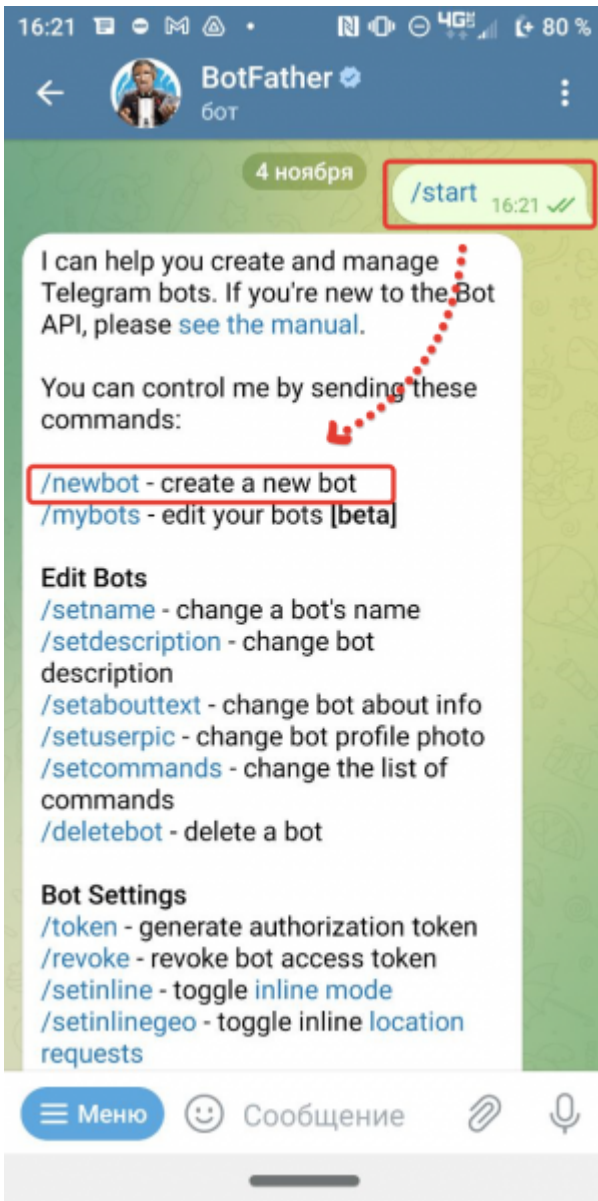 16:21 4G 80 %
BotFather
бот
4 ноября
/start 16:21
I can help you create and manage
Telegram bots. If you're new to the Bot
API, please see the manual.
You can control me by sending these
commands:
/newbot - create a new bot
/mybots - edit your bots [beta]
Edit Bots
/setname - change a bot's name
/setdescription - change bot
description
/setabouttext - change bot about info
/setuserpic - change bot profile photo
/setcommands - change the list of
commands
/deletebot - delete a bot
Bot Settings
/token - generate authorization token
/revoke - revoke bot access token
/setinline - toggle inline mode
/setinlinegeo - toggle inline location
requests
Меню Сообщение